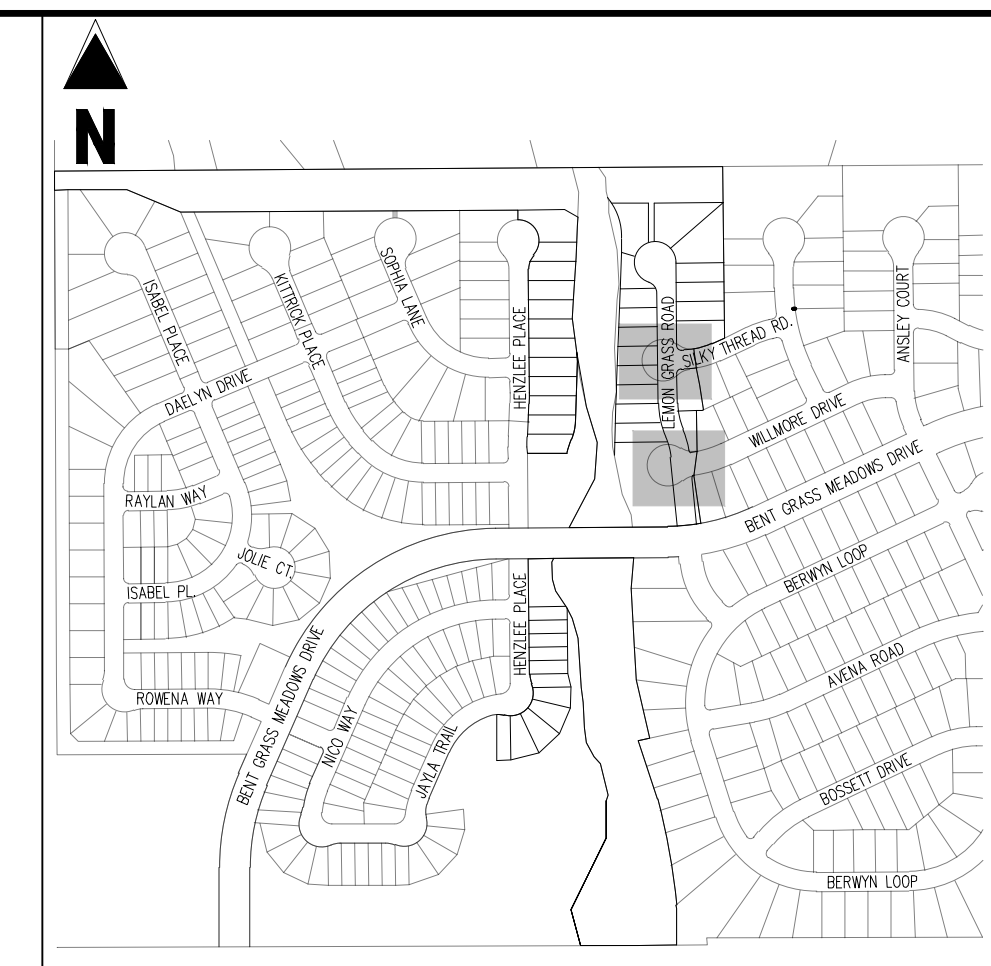 N
ISABEL PLACE
KITTRICK PLACE
SOPHIA LANE
HENZLEE PLACE
LEMON GRASS ROAD
SILKY THREAD RD.
ANSLEY COURT
DAELYN DRIVE
WILLMORE DRIVE
RAYLAN WAY
BENT GRASS MEADOWS DRIVE
JOLIE CT.
BERWYN LOOP
ISABEL PL.
HENZLEE PLACE
ROWENA WAY
BENT GRASS MEADOWS DRIVE
AVENA ROAD
NICO WAY
JAYLA TRAIL
BOSSETT DRIVE
BERWYN LOOP